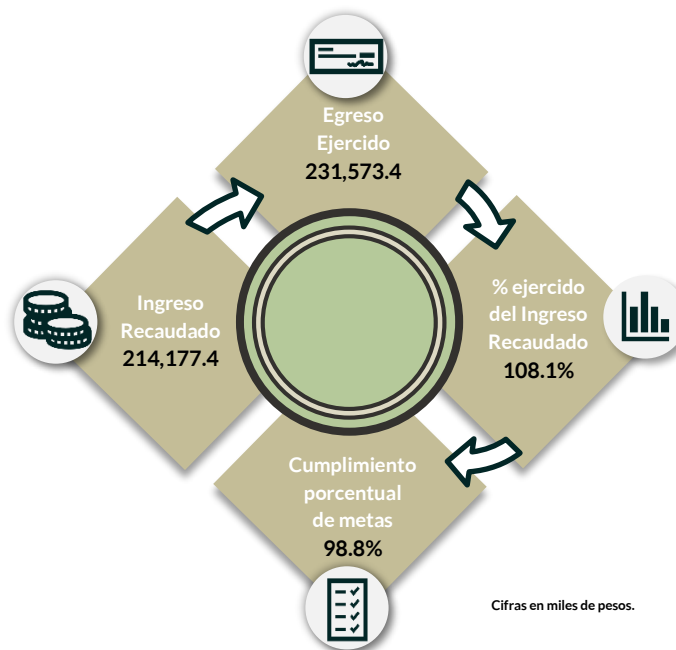 Egreso
Ejercido
231,573.4
Ingreso
Recaudado
214,177.4
% ejercido
del Ingreso
Recaudado
108.1%
Cumplimiento
porcentual
de metas
98.8%
Cifras en miles de pesos.